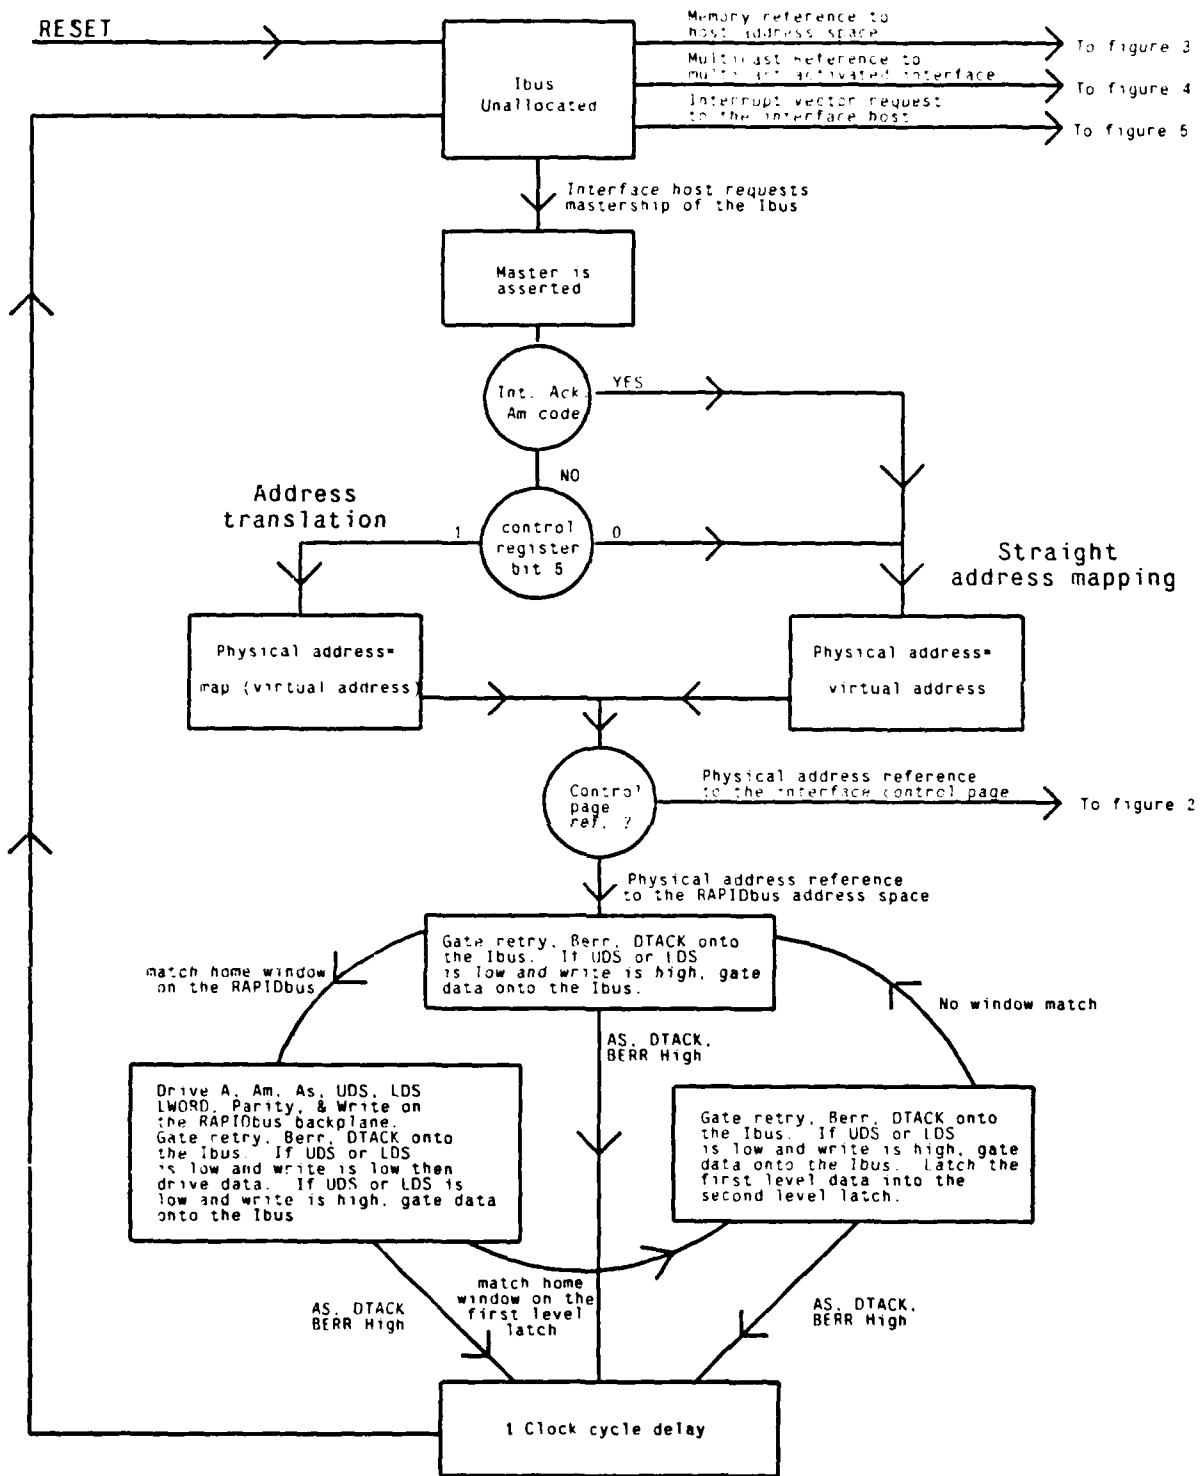 RESET
Memory reference to
host address space
To figure 3
Multicast Reference to
multicast activated interface
To figure 4
Interrupt vector request
to the interface host
To figure 5
Ibus
Unallocated
Interface host requests
mastership of the Ibus
Master is
asserted
Int. Ack.
Am code
YES
NO
Address
translation
1
control
register
bit 5
0
Straight
address mapping
Physical address=
map (virtual address)
Physical address=
virtual address
Control
page
ref. ?
Physical address reference
to the interface control page
To figure 2
Physical address reference
to the RAPIDbus address space
Gate retry, Berr, DTACK onto
the Ibus. If UDS or LDS
is low and write is high, gate
data onto the Ibus.
match home window
on the RAPIDbus
No window match
AS, DTACK,
BERR High
Drive A, Am, As, UDS, LDS
LWORD, Parity, & Write on
the RAPIDbus backplane.
Gate retry, Berr, DTACK onto
the Ibus. If UDS or LDS
is low and write is low then
drive data. If UDS or LDS is
low and write is high, gate data
onto the Ibus
Gate retry, Berr, DTACK onto
the Ibus. If UDS or LDS
is low and write is high, gate
data onto the Ibus. Latch the
first level data into the
second level latch.
match home
window on the
first level
latch
AS, DTACK
BERR High
AS, DTACK,
BERR High
1 Clock cycle delay